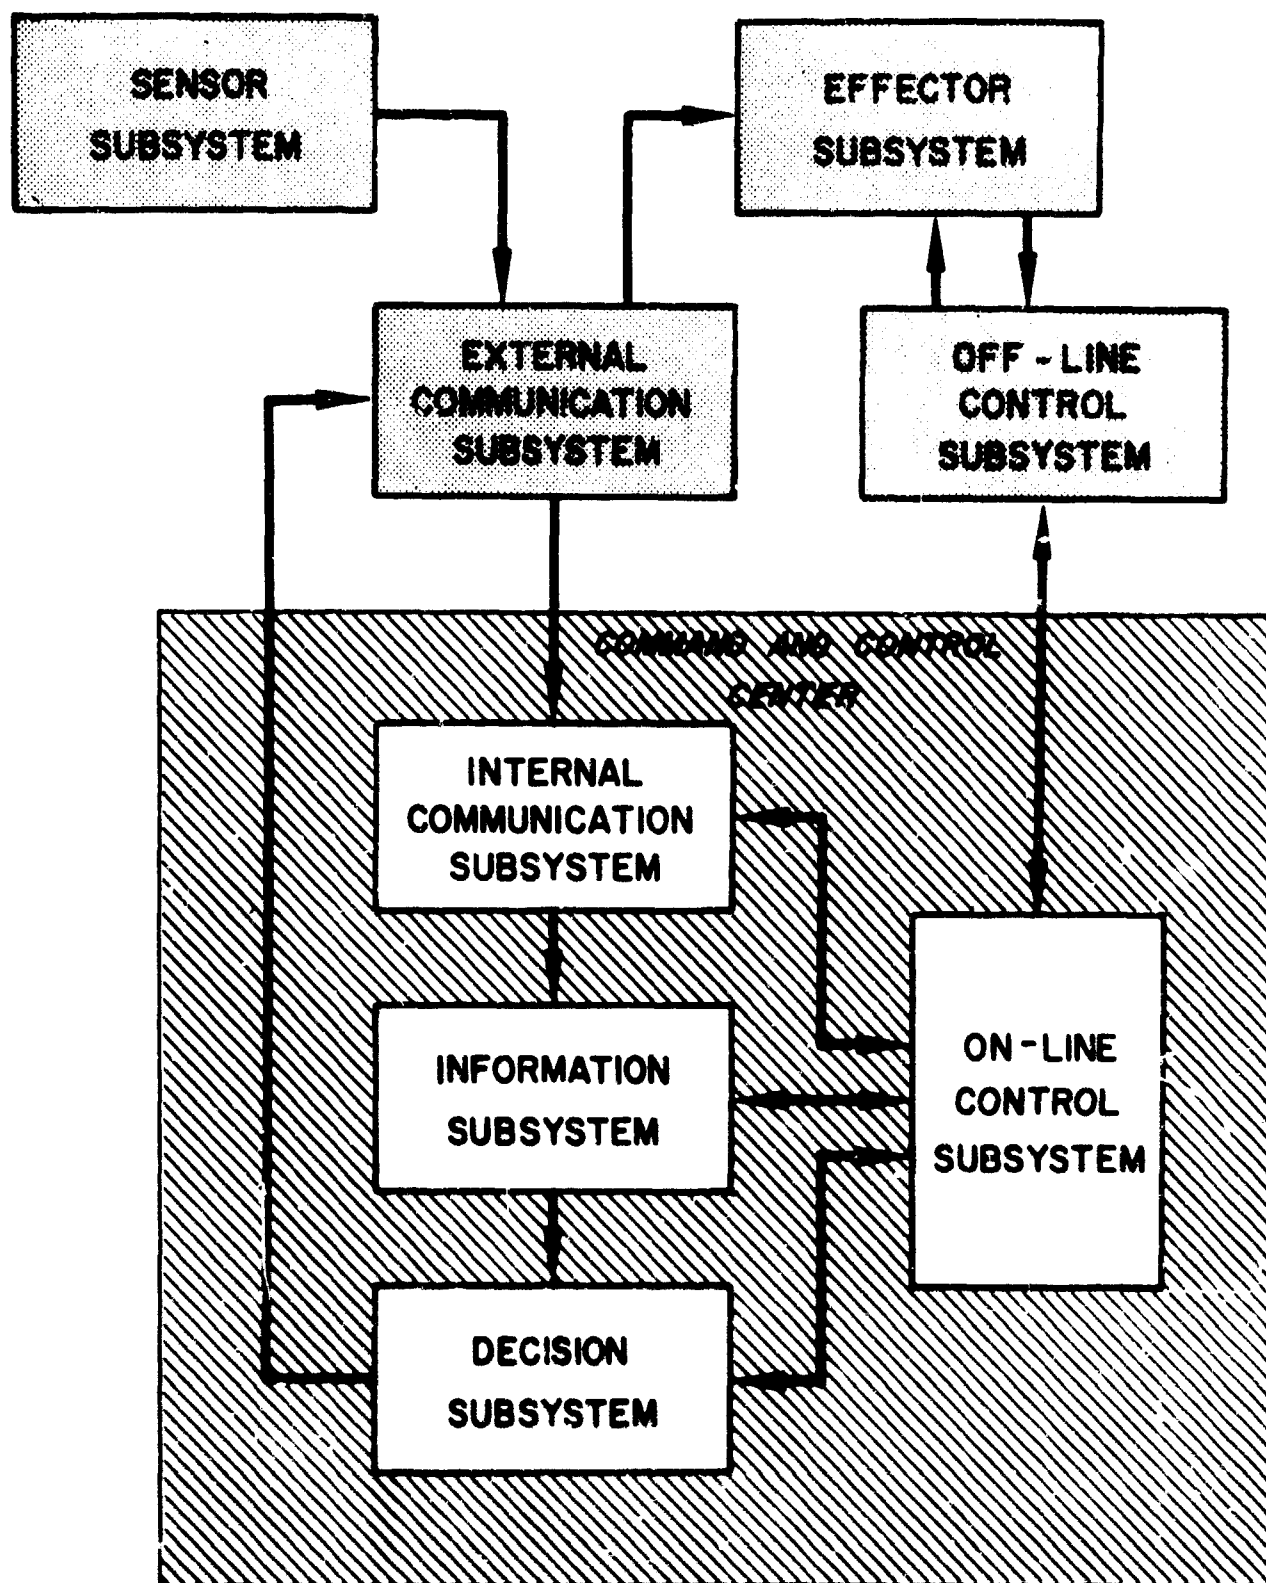 SENSOR
SUBSYSTEM
EFFECTOR
SUBSYSTEM
EXTERNAL
COMMUNICATION
SUBSYSTEM
OFF-LINE
CONTROL
SUBSYSTEM
COMMAND AND CONTROL
CENTER
INTERNAL
COMMUNICATION
SUBSYSTEM
INFORMATION
SUBSYSTEM
ON-LINE
CONTROL
SUBSYSTEM
DECISION
SUBSYSTEM